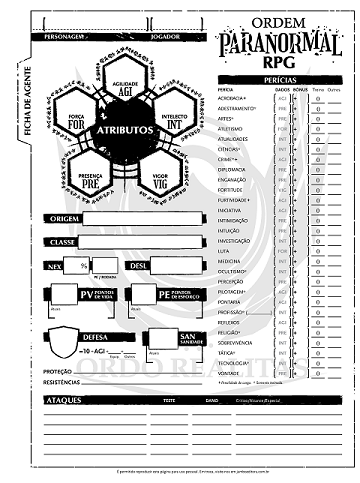 ORDEM
PARANORMAL
RPG
PERSONAGEM
JOGADOR
FICHA DE AGENTE
AGILIDADE
AGI
FORÇA
FOR
INTELECTO
INT
ATRIBUTOS
PRESENÇA
PRE
VIGOR
VIG
ORIGEM
CLASSE
NEX
%
PE / RODADA
DESL
PV PONTOS DE VIDA
Atuais
PE PONTOS DE ESFORÇO
Atuais
DEFESA
=10+AGI+
Equip. Outros
SAN SANIDADE
Atual
PROTEÇÃO
RESISTÊNCIAS
PERÍCIAS
PERÍCIA DADOS BÔNUS Treino Outros
ACROBACIA+ AGI
ADESTRAMENTO* PRE
ARTES* PRE
ATLETISMO FOR
ATUALIDADES INT
CIÊNCIAS* INT
CRIME*+ AGI
DIPLOMACIA PRE
ENGANAÇÃO PRE
FORTITUDE VIG
FURTIVIDADE+ AGI
INICIATIVA AGI
INTIMIDAÇÃO PRE
INTUIÇÃO PRE
INVESTIGAÇÃO INT
LUTA FOR
MEDICINA INT
OCULTISMO* INT
PERCEPÇÃO PRE
PILOTAGEM* AGI
PONTARIA AGI
PROFISSÃO* INT
REFLEXOS AGI
RELIGIÃO* PRE
SOBREVIVÊNCIA INT
TÁTICA* INT
TECNOLOGIA* INT
VONTADE PRE
+ Penalidade de carga. * Somente treinada.
ORDO REALITAS
ATAQUES TESTE DANO Crítico/Alcance/Especial
É permitido reproduzir esta página para uso pessoal. Em breve, outro em jamboeditora.com.br